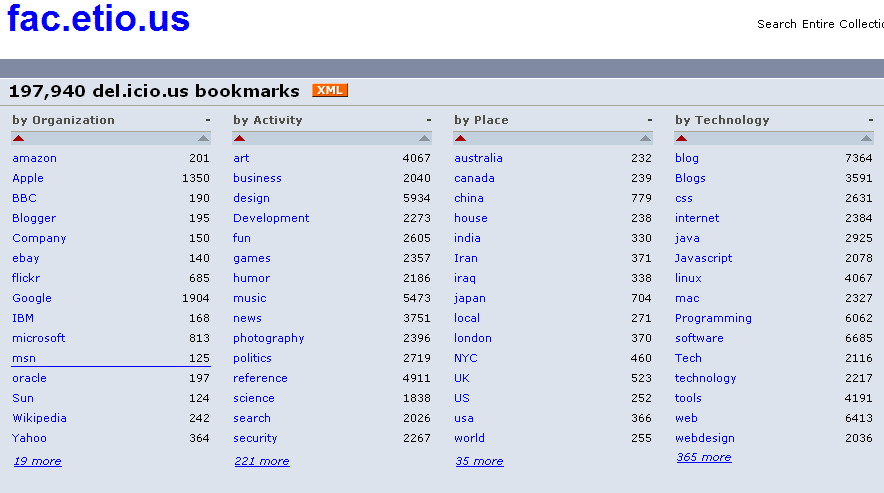 fac.etio.us
Search Entire Collectio
197,940 del.icio.us bookmarks XML
by Organization - by Activity - by Place - by Technology -
amazon 201 art 4067 australia 232 blog 7364
Apple 1350 business 2040 canada 239 Blogs 3591
BBC 190 design 5934 china 779 css 2631
Blogger 195 Development 2273 house 238 internet 2384
Company 150 fun 2605 india 330 java 2925
ebay 140 games 2357 Iran 371 Javascript 2078
flickr 685 humor 2186 iraq 338 linux 4067
Google 1904 music 5473 japan 704 mac 2327
IBM 168 news 3751 local 271 Programming 6062
microsoft 813 photography 2396 london 370 software 6685
msn 125 politics 2719 NYC 460 Tech 2116
oracle 197 reference 4911 UK 523 technology 2217
Sun 124 science 1838 US 252 tools 4191
Wikipedia 242 search 2026 usa 366 web 6413
Yahoo 364 security 2267 world 255 webdesign 2036
19 more 221 more 35 more 365 more